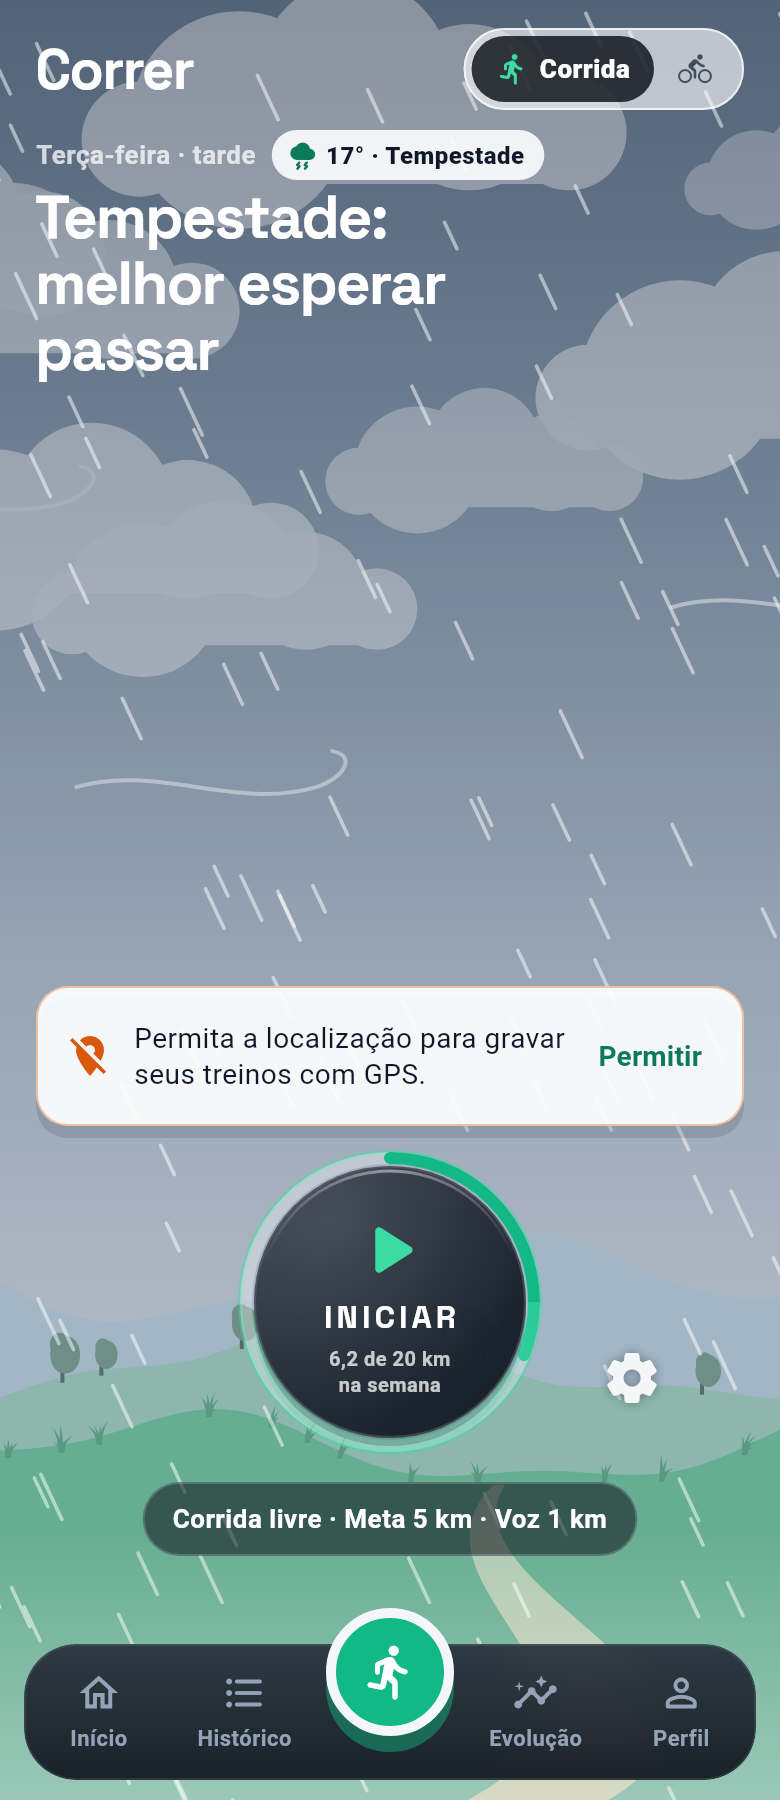 Correr
Corrida
Terça-feira · tarde
17° · Tempestade
Tempestade:
melhor esperar
passar
Permita a localização para gravar
seus treinos com GPS.
Permitir
INICIAR
6,2 de 20 km
na semana
Corrida livre · Meta 5 km · Voz 1 km
Início
Histórico
Evolução
Perfil